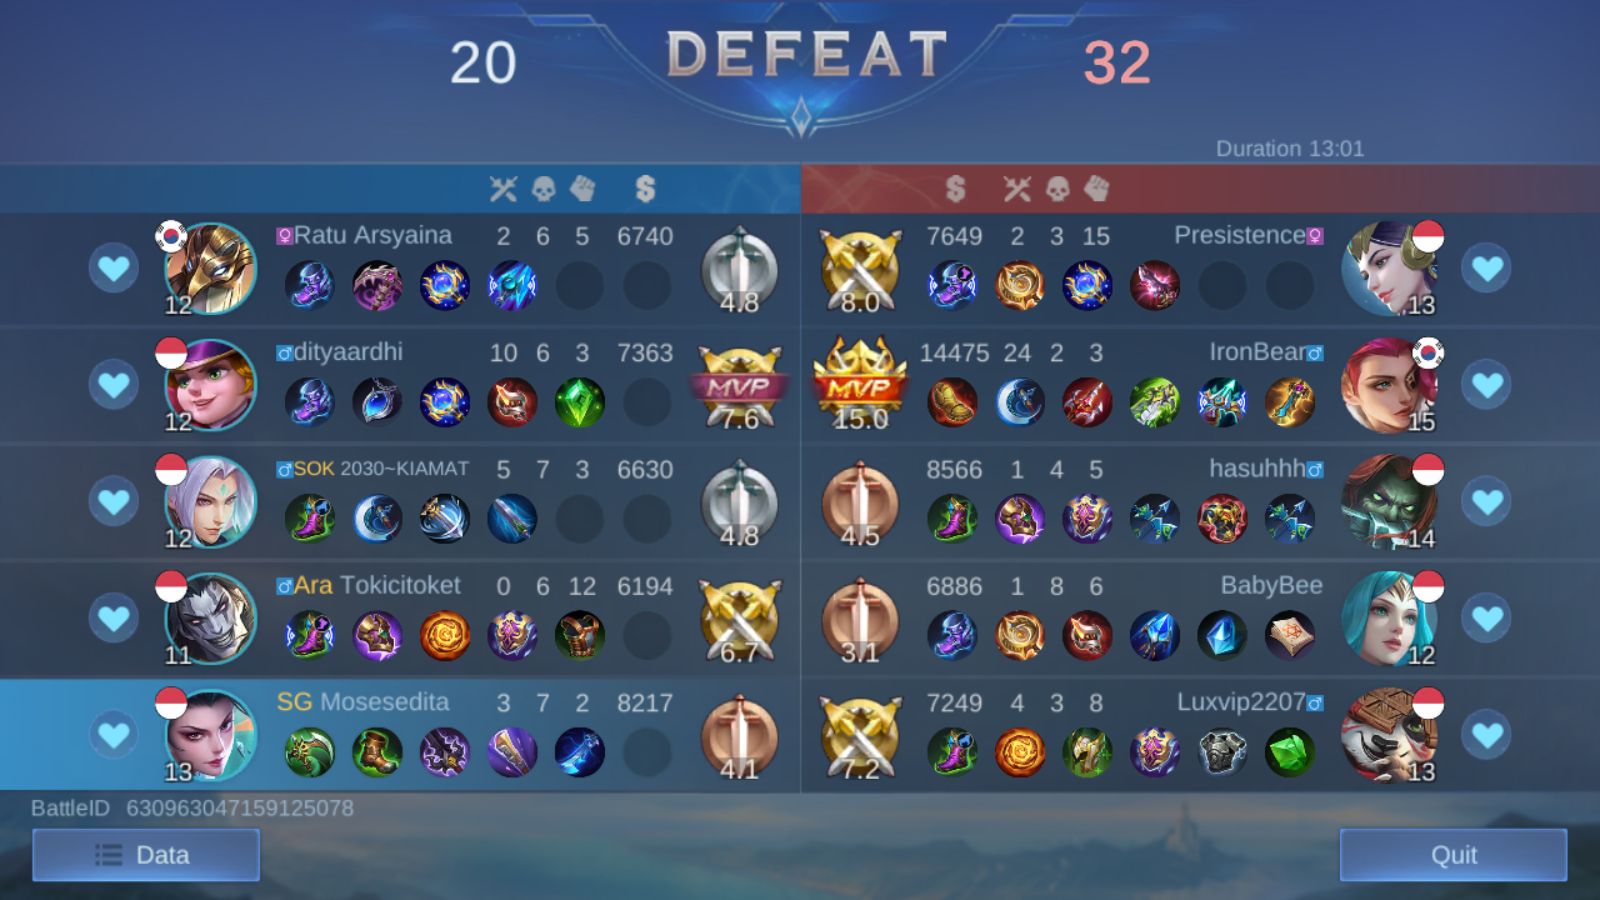 20 DEFEAT 32
Duration 13:01
Ratu Arsyaina 2 6 5 6740
12 4.8
8.0 7649 2 3 15 Presistence
13
dityaardhi 10 6 3 7363
12 MVP 7.6
MVP 15.0 14475 24 2 3 IronBear
15
SOK 2030~KIAMAT 5 7 3 6630
12 4.8
4.5 8566 1 4 5 hasuhhh
14
Ara Tokicitoket 0 6 12 6194
11 6.7
3.1 6886 1 8 6 BabyBee
12
SG Mosesedita 3 7 2 8217
13 4.1
7.2 7249 4 3 8 Luxvip2207
13
BattleID 630963047159125078
Data
Quit